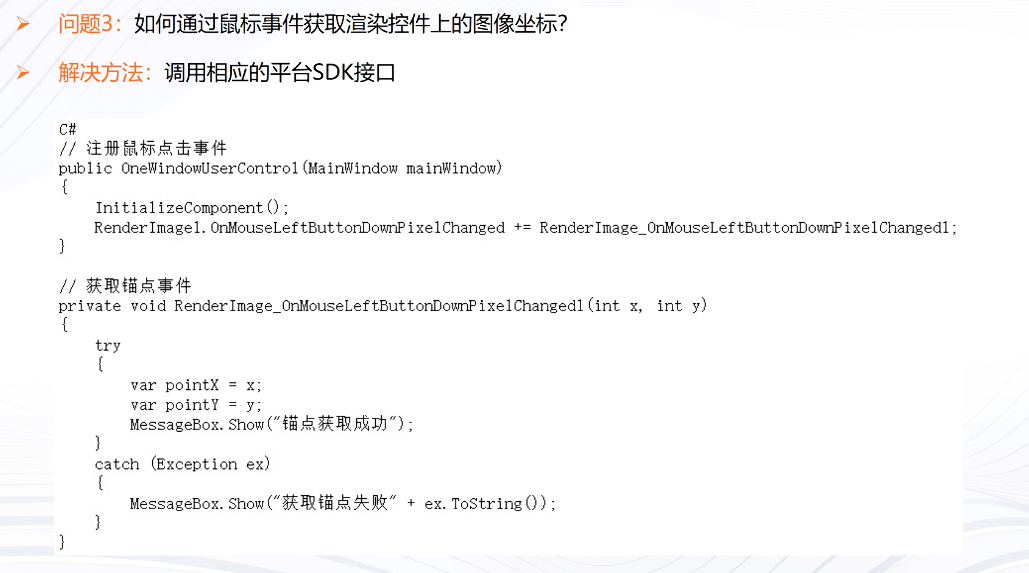 问题3：如何通过鼠标事件获取渲染控件上的图像坐标？
解决方法：调用相应的平台SDK接口
C#
// 注册鼠标点击事件
public OneWindowUserControl(MainWindow mainWindow)
{
    InitializeComponent();
    RenderImage1.OnMouseLeftButtonDownPixelChanged += RenderImage_OnMouseLeftButtonDownPixelChanged1;
}
// 获取锚点事件
private void RenderImage_OnMouseLeftButtonDownPixelChanged1(int x, int y)
{
    try
    {
        var pointX = x;
        var pointY = y;
        MessageBox.Show("锚点获取成功");
    }
    catch (Exception ex)
    {
        MessageBox.Show("获取锚点失败" + ex.ToString());
    }
}